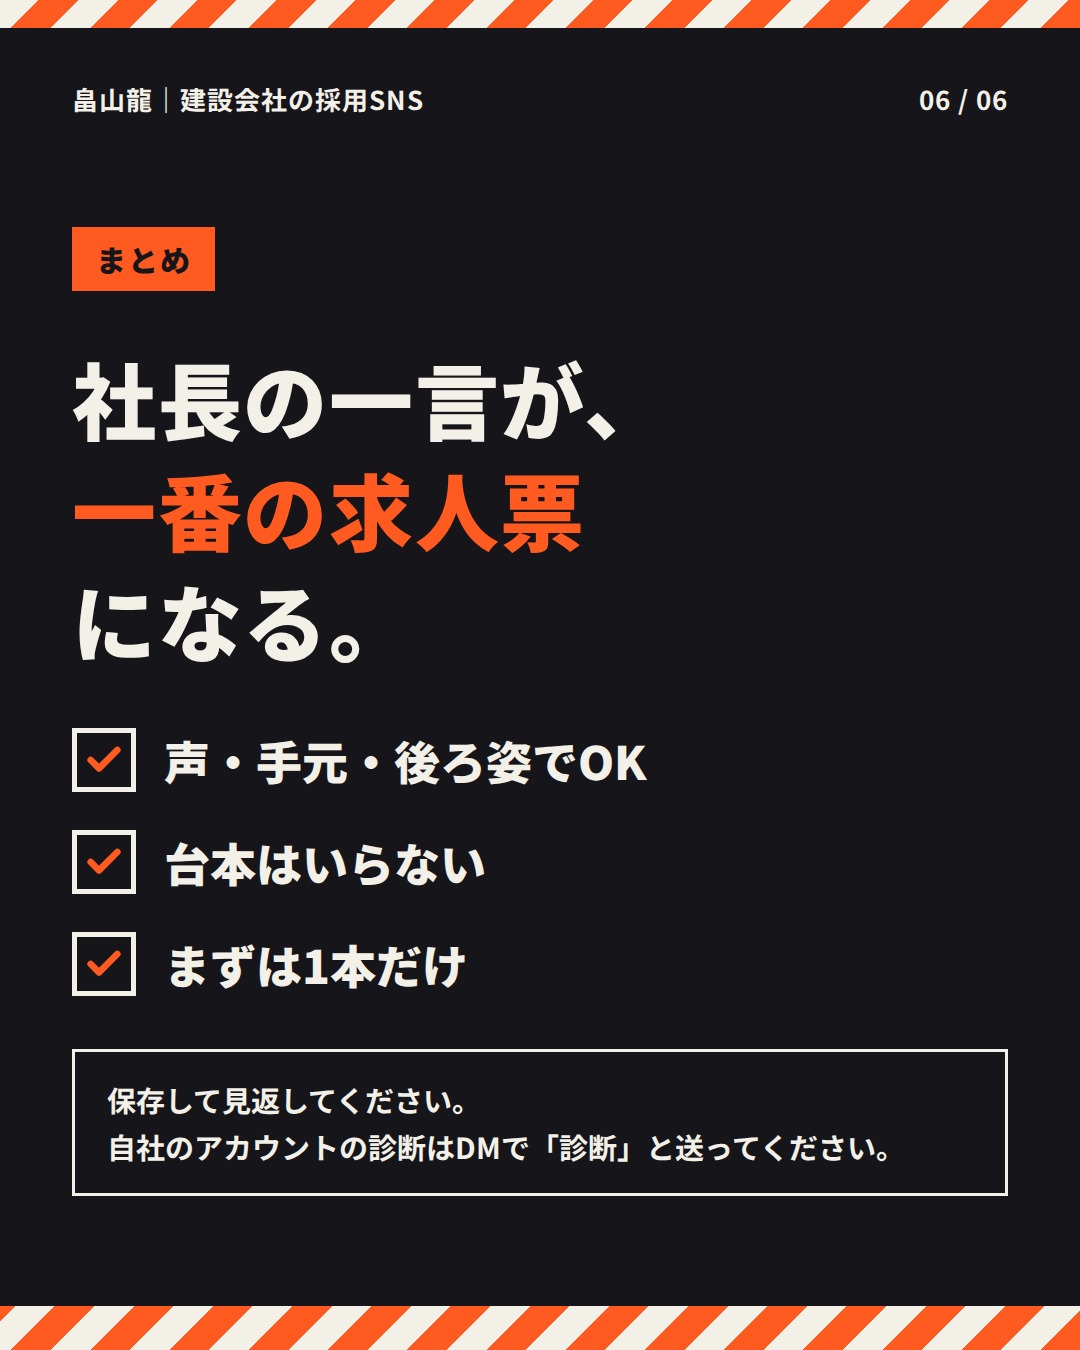 畠山龍｜建設会社の採用SNS
06 / 06
まとめ
社長の一言が、
一番の求人票
になる。
声・手元・後ろ姿でOK
台本はいらない
まずは1本だけ
保存して見返してください。
自社のアカウントの診断はDMで「診断」と送ってください。